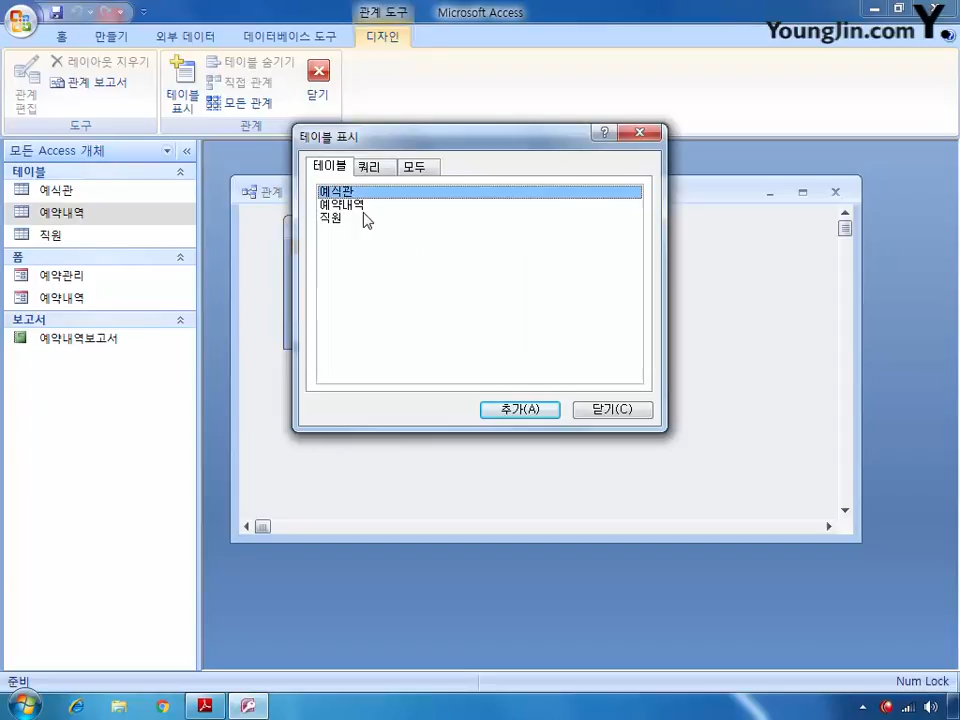 관계 도구
Microsoft Access
YoungJin.com Y.
홈
만들기
외부 데이터
데이터베이스 도구
디자인
관계
편집
레이아웃 지우기
관계 보고서
도구
테이블
표시
테이블 숨기기
직접 관계
모든 관계
닫기
관계
모든 Access 개체
테이블
예식관
예약내역
직원
폼
예약관리
예약내역
보고서
예약내역보고서
관계
테이블 표시
테이블
쿼리
모두
예식관
예약내역
직원
추가(A)
닫기(C)
준비
Num Lock